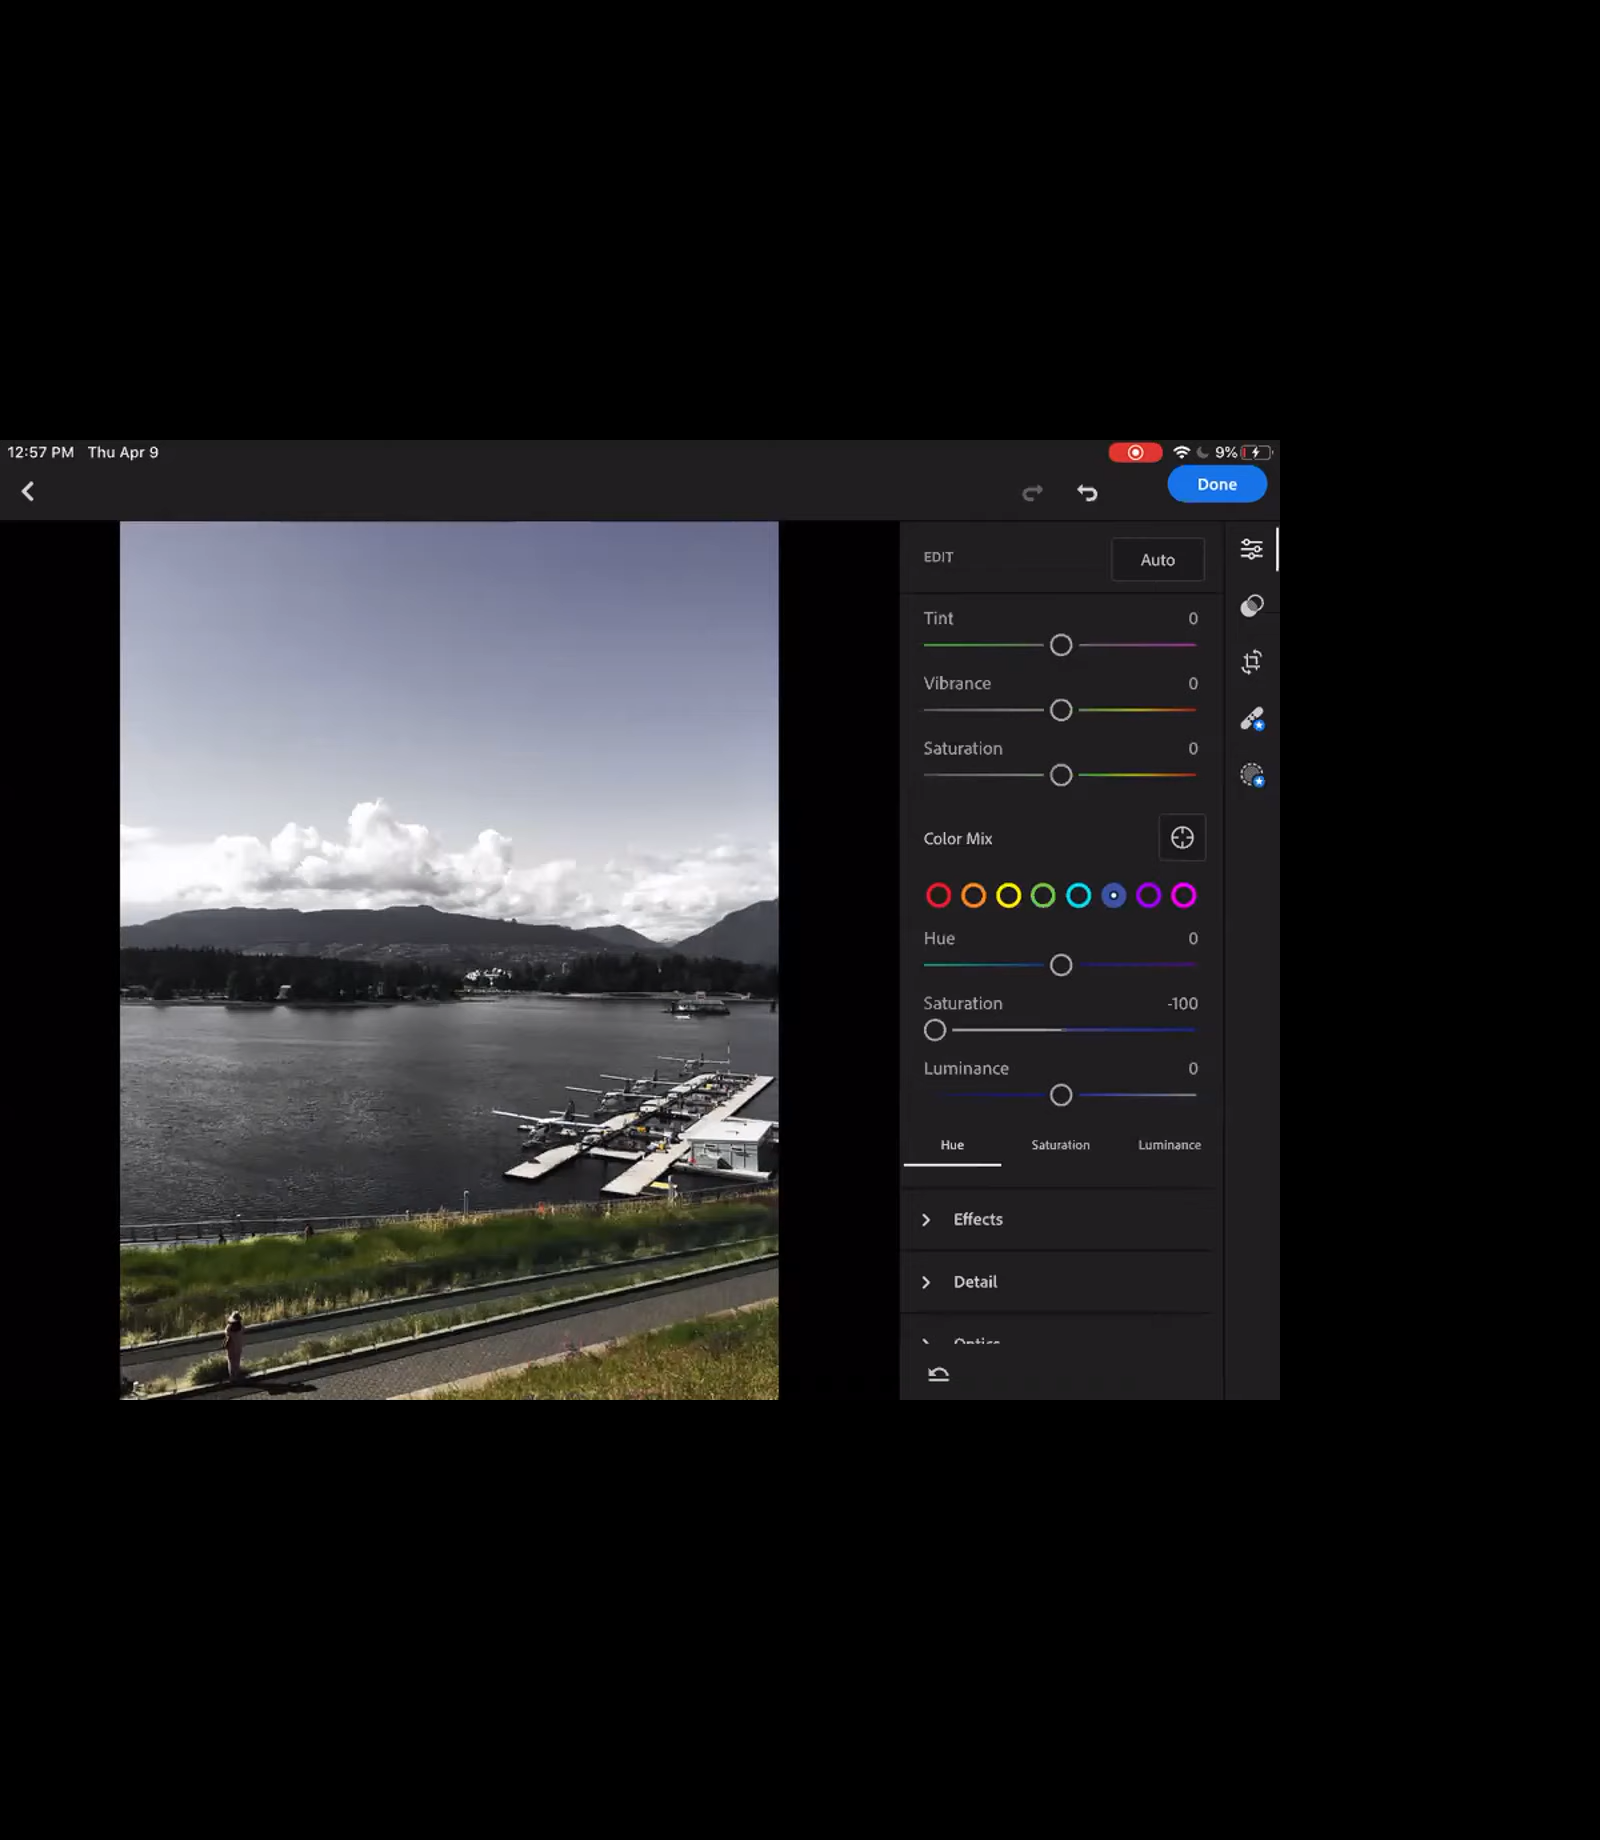 12:57 PM Thu Apr 9
9%
Done
EDIT
Auto
Tint 0
Vibrance 0
Saturation 0
Color Mix
Hue 0
Saturation -100
Luminance 0
Hue Saturation Luminance
Effects
Detail
Optics